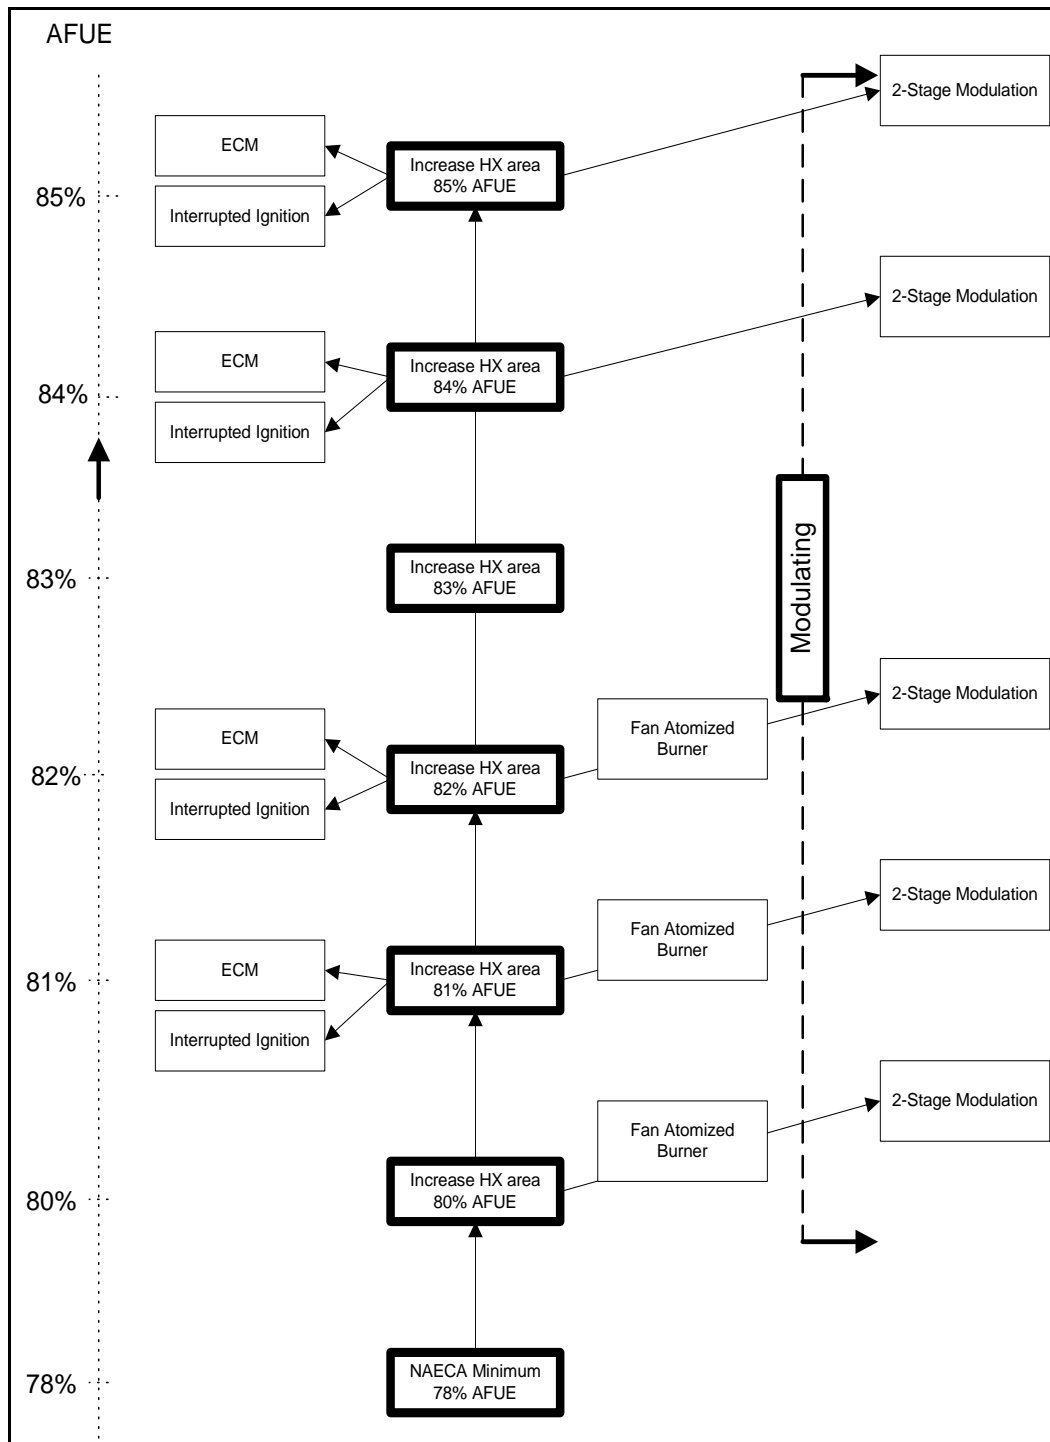 AFUE
2-Stage Modulation
ECM
Increase HX area
85% AFUE
85%
Interrupted Ignition
2-Stage Modulation
ECM
Increase HX area
84% AFUE
84%
Interrupted Ignition
Modulating
83%
Increase HX area
83% AFUE
2-Stage Modulation
Fan Atomized
Burner
ECM
Increase HX area
82% AFUE
82%
Interrupted Ignition
2-Stage Modulation
Fan Atomized
Burner
ECM
Increase HX area
81% AFUE
81%
Interrupted Ignition
2-Stage Modulation
Fan Atomized
Burner
Increase HX area
80% AFUE
80%
NAECA Minimum
78% AFUE
78%